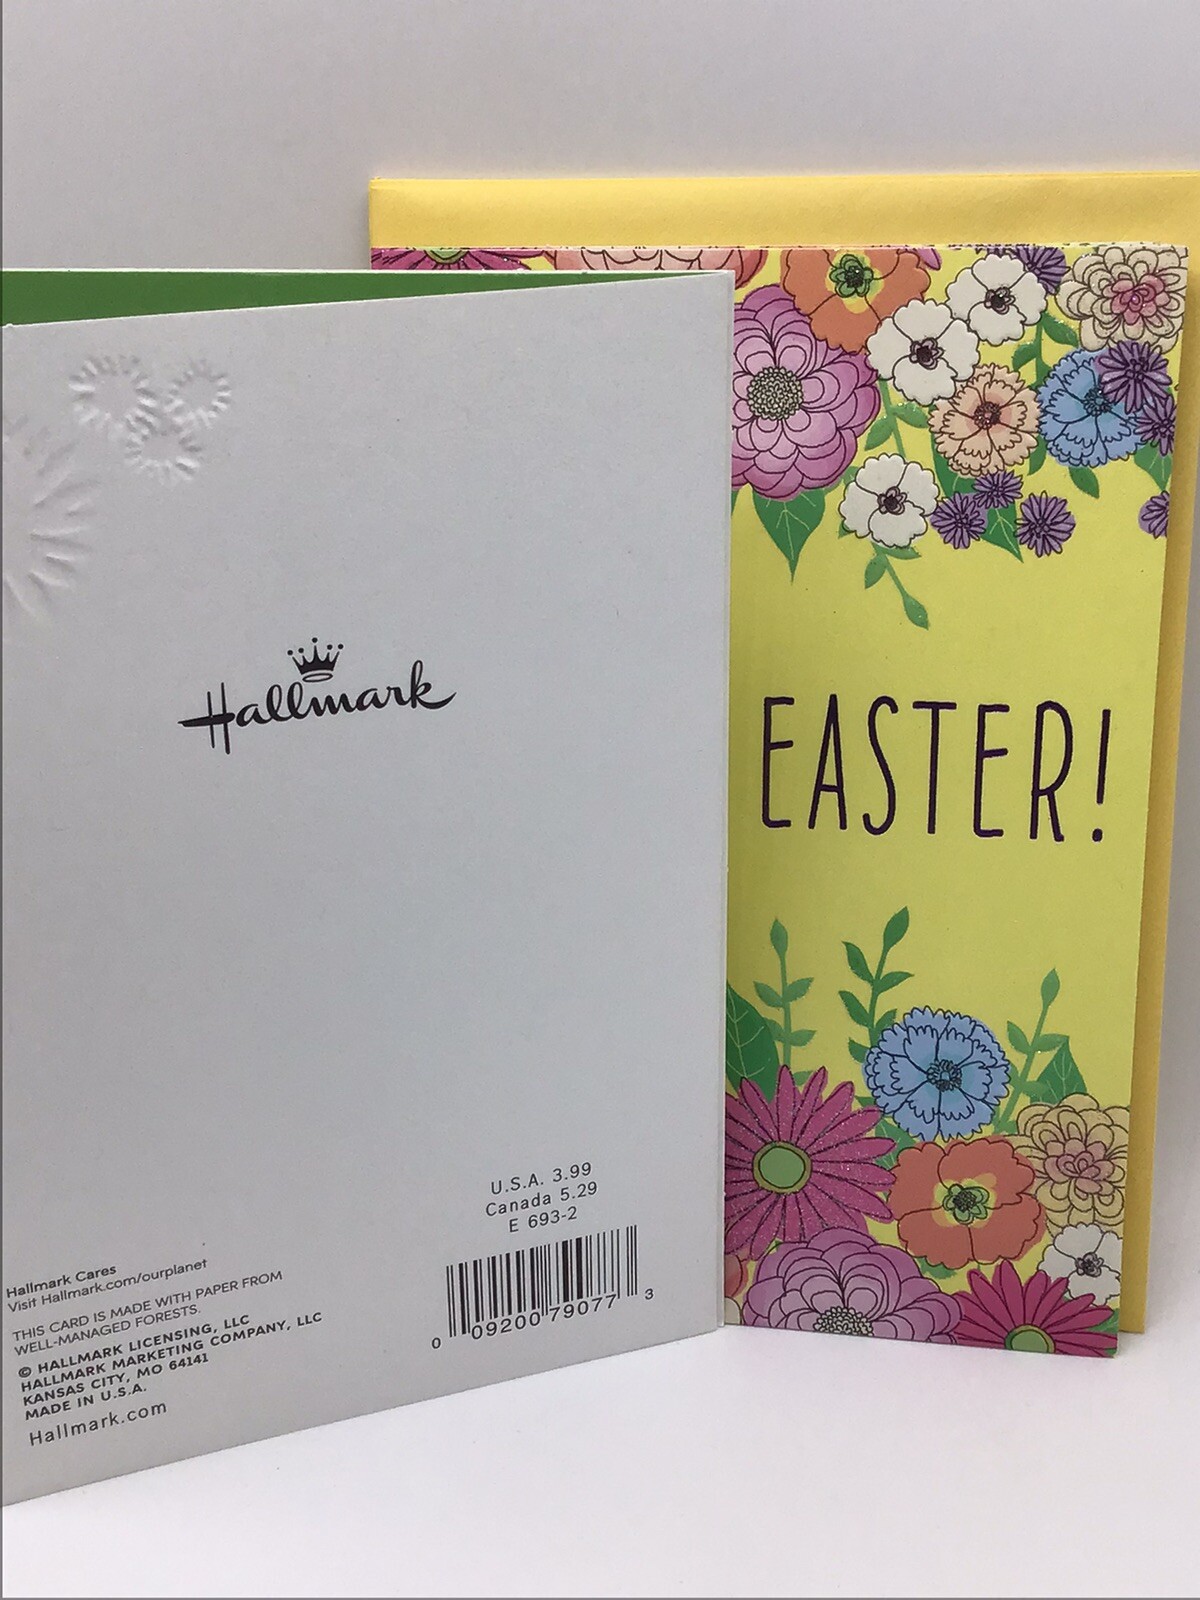 Hallmark
EASTER!
U.S.A. 3.99
Canada 5.29
E 693-2
0 09200 79077 3
Hallmark Cares
Visit Hallmark.com/ourplanet
THIS CARD IS MADE WITH PAPER FROM
WELL-MANAGED FORESTS.
© HALLMARK LICENSING, LLC
HALLMARK MARKETING COMPANY, LLC
KANSAS CITY, MO 64141
MADE IN U.S.A.
Hallmark.com